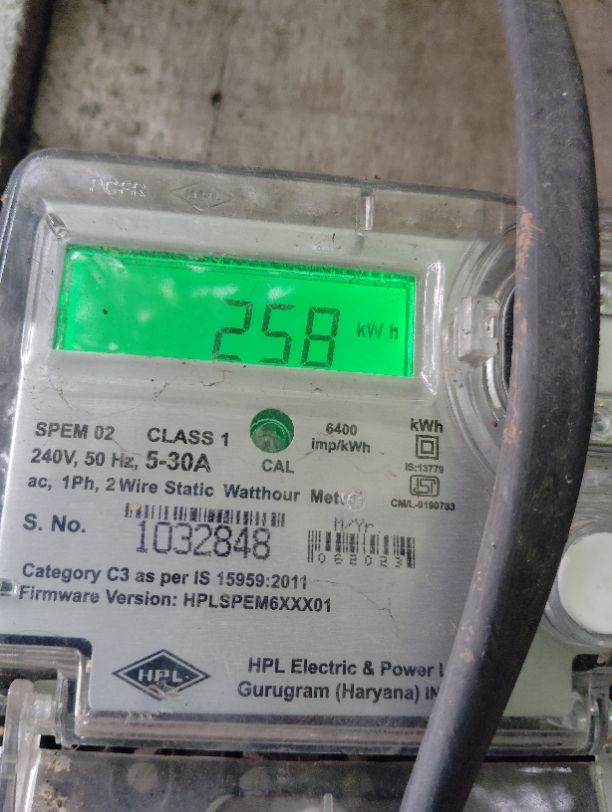 HPL
258 kWh
SPEM 02 CLASS 1 6400 imp/kWh kWh
240V, 50 Hz, 5-30A CAL IS:13779
ac, 1Ph, 2 Wire Static Watthour CM/L-9190783
S. No. 1032848 M/Yr.
062023
Category C3 as per IS 15959:2011
Firmware Version: HPLSPEM6XXX01
HPL HPL Electric & Power
Gurugram (Haryana)